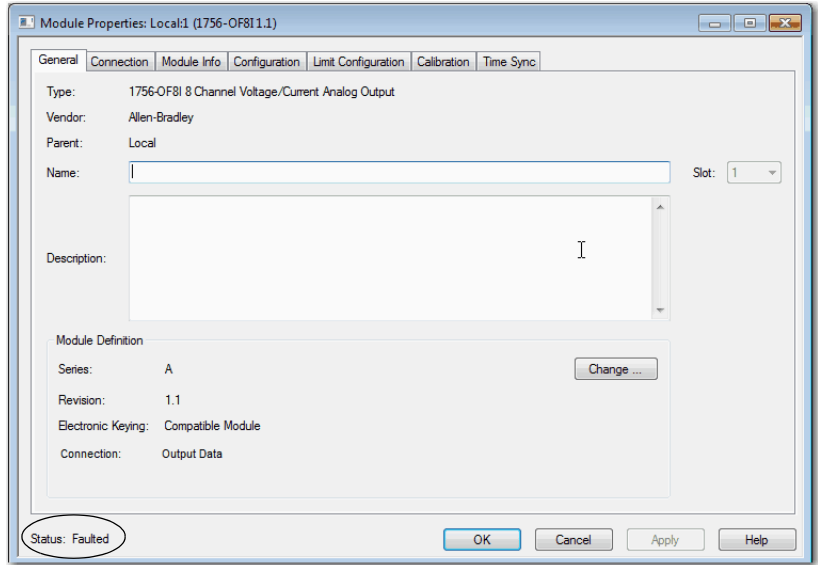 Module Properties: Local:1 (1756-OF8I 1.1)
General Connection Module Info Configuration Limit Configuration Calibration Time Sync
Type: 1756-OF8I 8 Channel Voltage/Current Analog Output
Vendor: Allen-Bradley
Parent: Local
Name: Slot: 1
Description:
Module Definition
Series: A Change ...
Revision: 1.1
Electronic Keying: Compatible Module
Connection: Output Data
Status: Faulted OK Cancel Apply Help